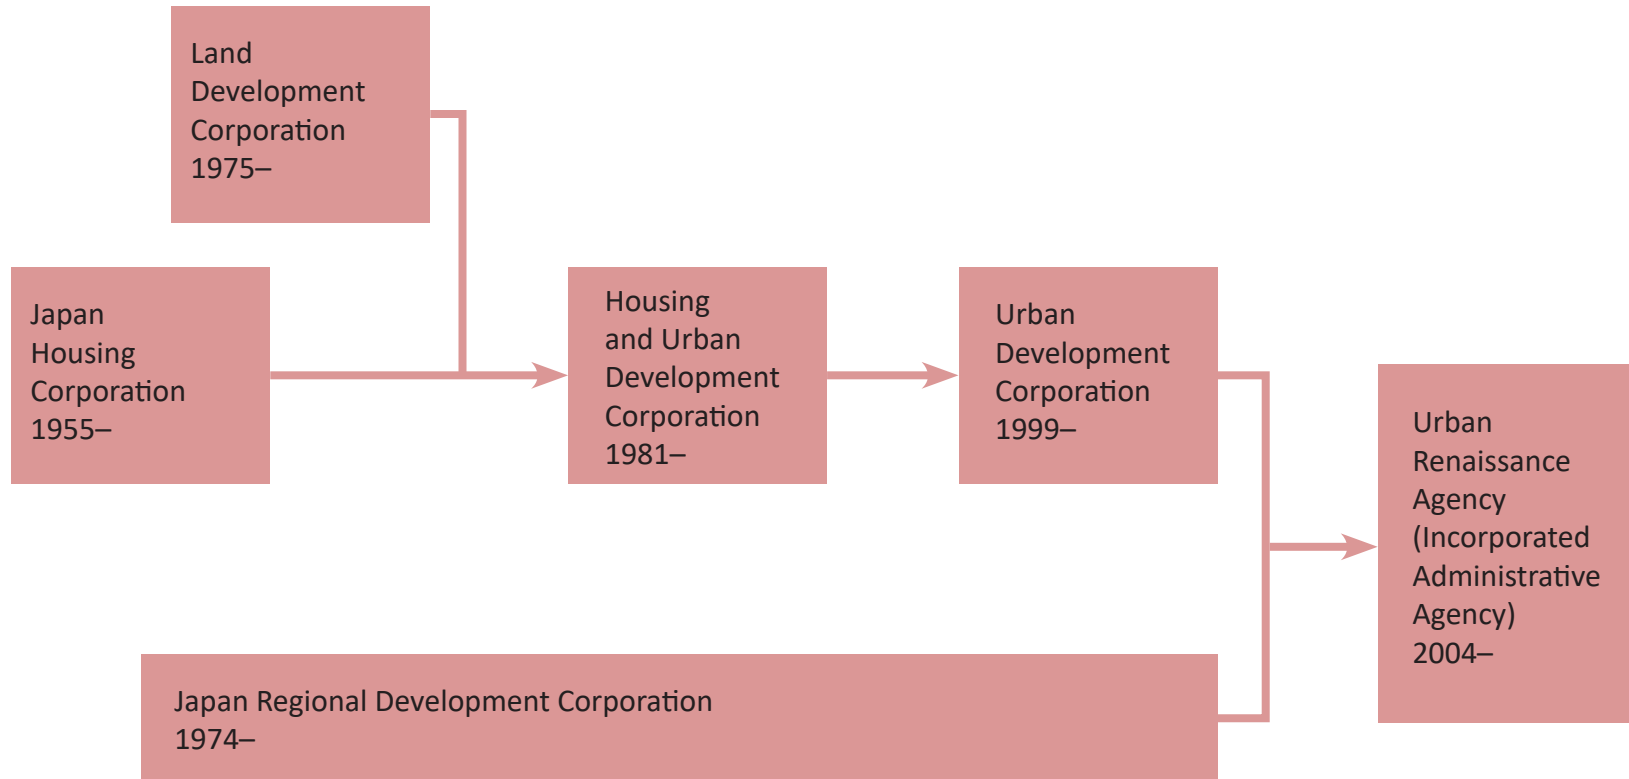 Land
Development
Corporation
1975–
Japan
Housing
Corporation
1955–
Housing
and Urban
Development
Corporation
1981–
Urban
Development
Corporation
1999–
Urban
Renaissance
Agency
(Incorporated
Administrative
Agency)
2004–
Japan Regional Development Corporation
1974–